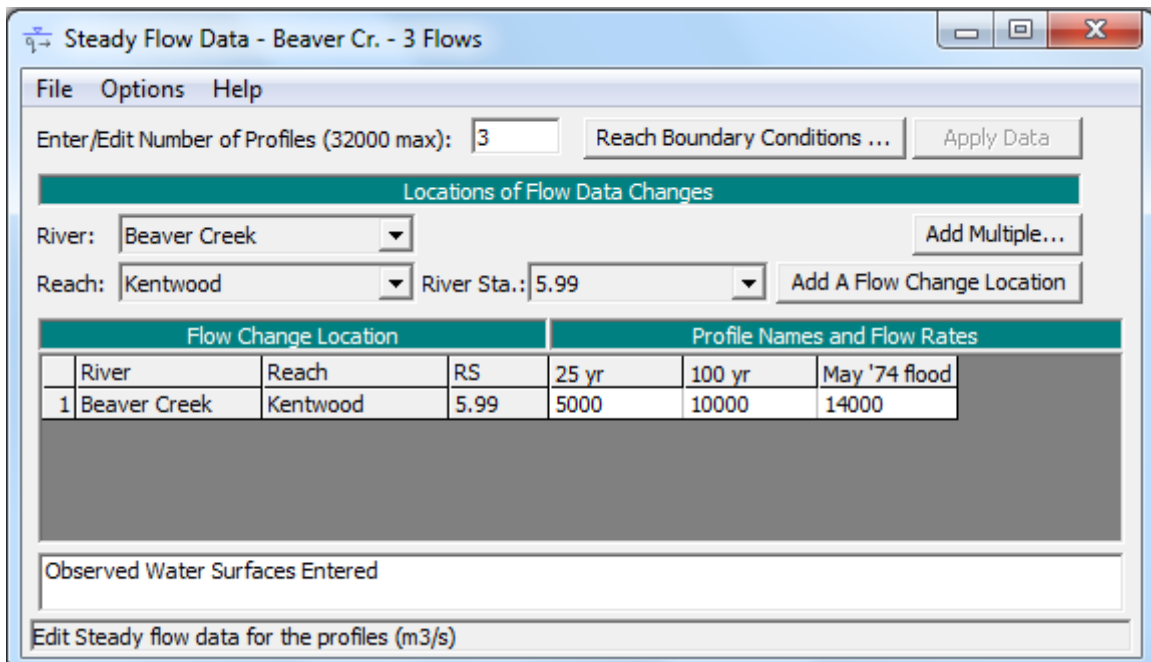 Steady Flow Data - Beaver Cr. - 3 Flows
File Options Help
Enter/Edit Number of Profiles (32000 max): 3 Reach Boundary Conditions ... Apply Data
Locations of Flow Data Changes
River: Beaver Creek Add Multiple...
Reach: Kentwood River Sta.: 5.99 Add A Flow Change Location
Flow Change Location Profile Names and Flow Rates
River Reach RS 25 yr 100 yr May '74 flood
1 Beaver Creek Kentwood 5.99 5000 10000 14000
Observed Water Surfaces Entered
Edit Steady flow data for the profiles (m3/s)